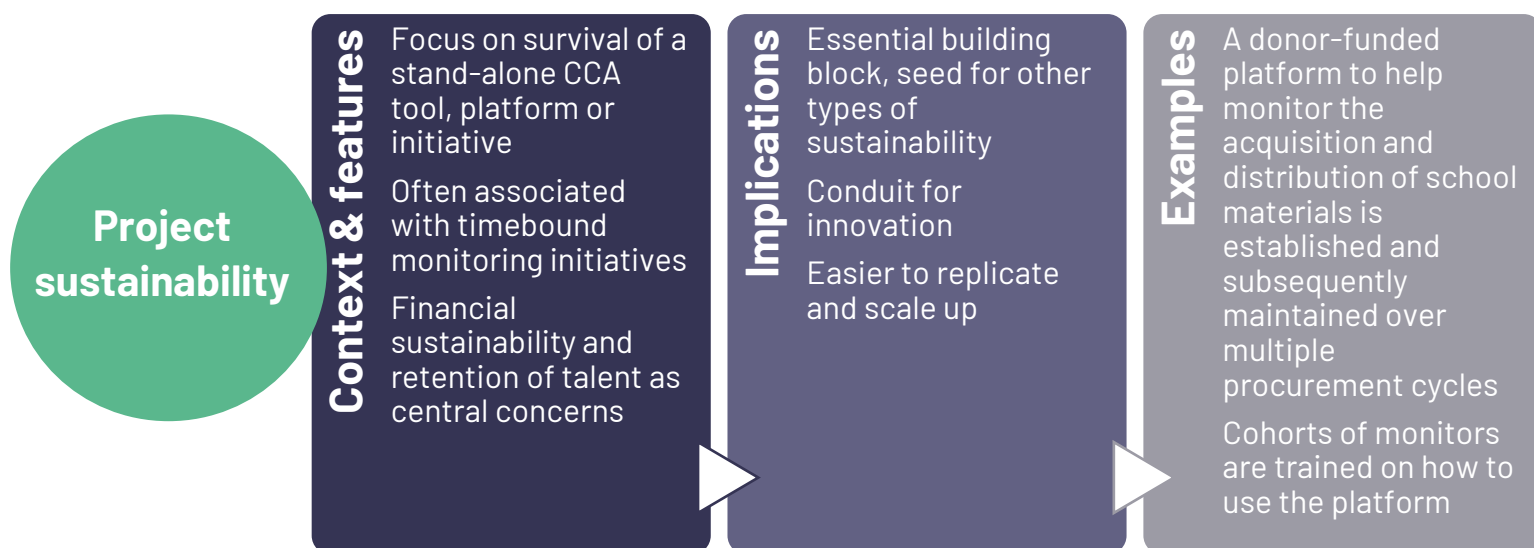 Project
sustainability
Context & features
Focus on survival of a
stand-alone CCA
tool, platform or
initiative
Often associated
with timebound
monitoring initiatives
Financial
sustainability and
retention of talent as
central concerns
Implications
Essential building
block, seed for other
types of
sustainability
Conduit for
innovation
Easier to replicate
and scale up
Examples
A donor-funded
platform to help
monitor the
acquisition and
distribution of school
materials is
established and
subsequently
maintained over
multiple
procurement cycles
Cohorts of monitors
are trained on how to
use the platform